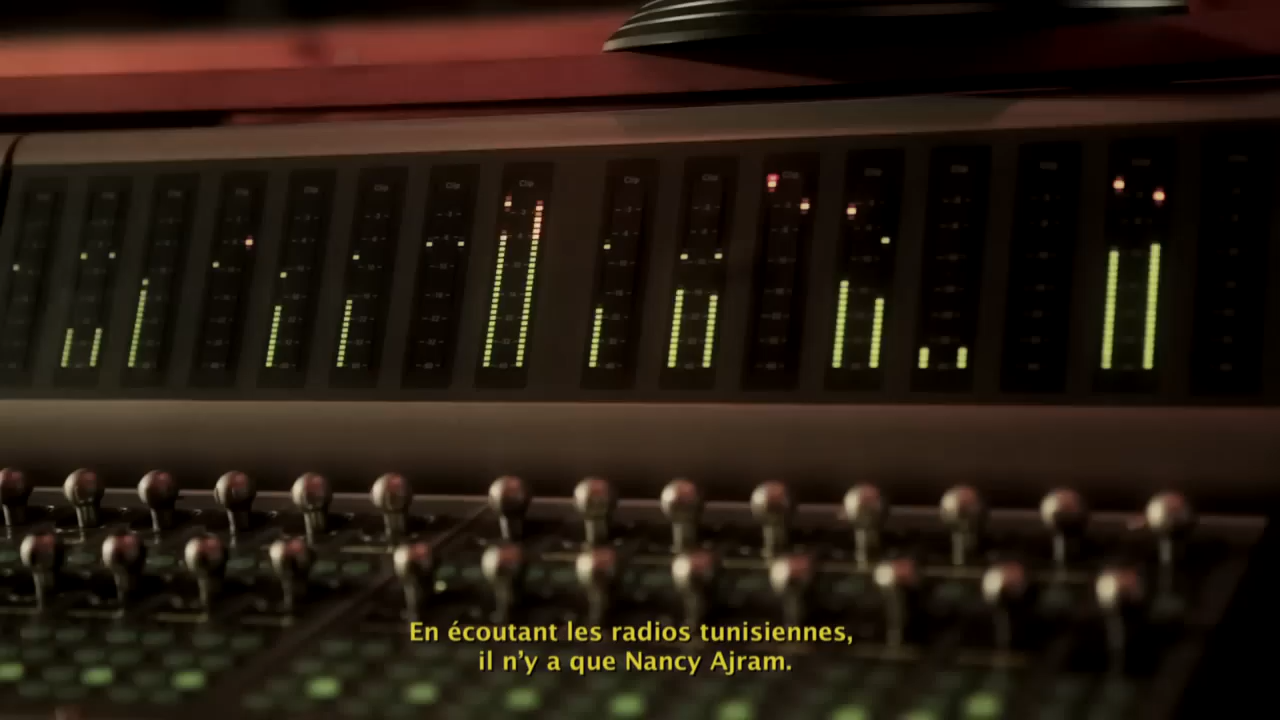 En écoutant les radios tunisiennes,
il n'y a que Nancy Ajram.